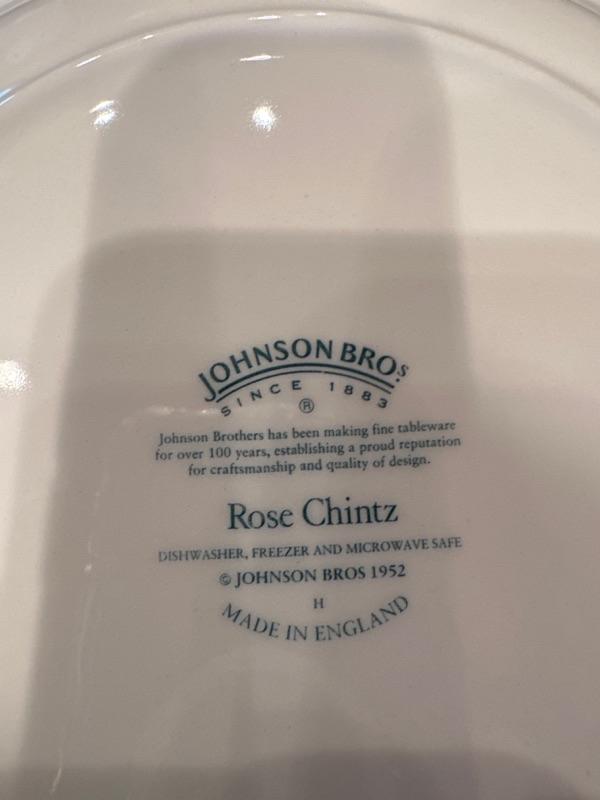 JOHNSON BROS
SINCE 1883
®
Johnson Brothers has been making fine tableware
for over 100 years, establishing a proud reputation
for craftsmanship and quality of design.
Rose Chintz
DISHWASHER, FREEZER AND MICROWAVE SAFE
© JOHNSON BROS 1952
H
MADE IN ENGLAND